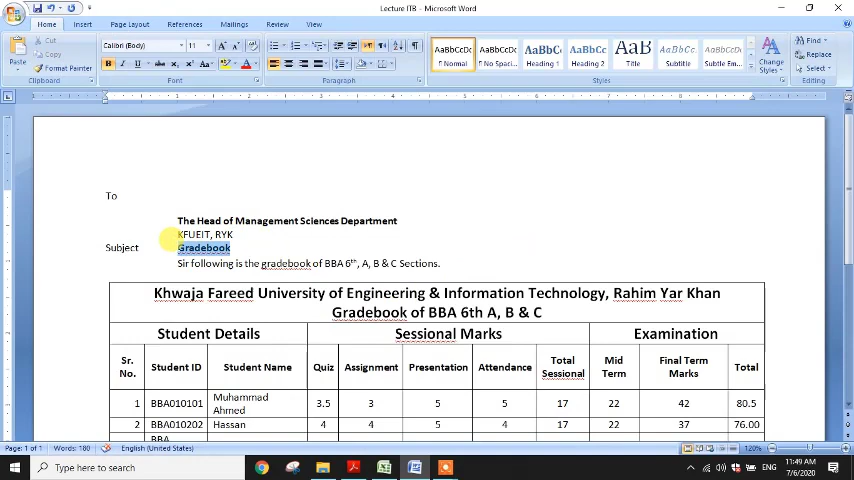 Lecture ITB - Microsoft Word
Home Insert Page Layout References Mailings Review View
Paste Cut Copy Format Painter
Clipboard
Calibri (Body) 11
Font
Paragraph
AaBbCcDc AaBbCcDc AaBbC AaBbCc AaB AaBbCc. AaBbCcDc
¶ Normal ¶ No Spaci... Heading 1 Heading 2 Title Subtitle Subtle Em...
Styles
Change Styles
Find Replace Select
Editing
To
The Head of Management Sciences Department
KFUEIT, RYK
Subject Gradebook
Sir following is the gradebook of BBA 6th, A, B & C Sections.
Khwaja Fareed University of Engineering & Information Technology, Rahim Yar Khan
Gradebook of BBA 6th A, B & C
Student Details Sessional Marks Examination
Sr. No. Student ID Student Name Quiz Assignment Presentation Attendance Total Sessional Mid Term Final Term Marks Total
1 BBA010101 Muhammad Ahmed 3.5 3 5 5 17 22 42 80.5
2 BBA010202 Hassan 4 4 5 4 17 22 37 76.00
BBA
Page: 1 of 1 Words: 180 English (United States) 120%
Type here to search
ENG
11:49 AM
7/6/2020